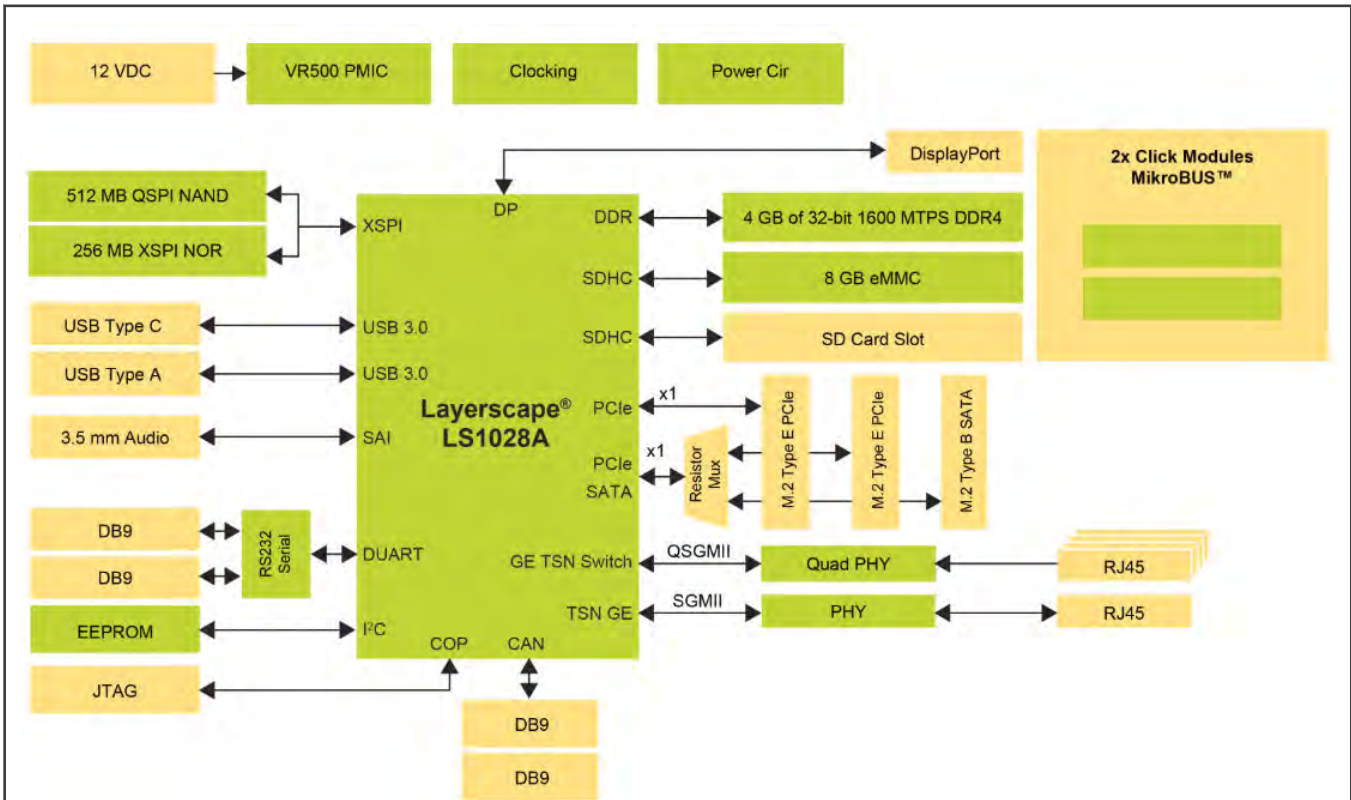 12 VDC
VR500 PMIC
Clocking
Power Cir
DisplayPort
2x Click Modules
MikroBUS™
512 MB QSPI NAND
256 MB XSPI NOR
XSPI
DP
DDR
4 GB of 32-bit 1600 MTPS DDR4
SDHC
8 GB eMMC
USB Type C
USB 3.0
SDHC
SD Card Slot
USB Type A
USB 3.0
Layerscape®
LS1028A
3.5 mm Audio
SAI
PCIe
x1
PCIe
SATA
x1
Resistor
Mux
M.2 Type E PCIe
M.2 Type E PCIe
M.2 Type B SATA
DB9
DB9
RS232
Serial
DUART
GE TSN Switch
QSGMII
Quad PHY
RJ45
TSN GE
SGMII
PHY
RJ45
EEPROM
I²C
COP
CAN
JTAG
DB9
DB9